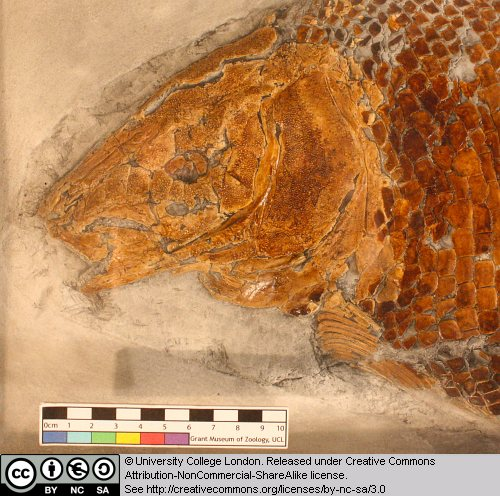 0cm 1 2 3 4 5 6 7 8 9 10
Grant Museum of Zoology, UCL
© University College London. Released under Creative Commons
Attribution-NonCommercial-ShareAlike license.
See http://creativecommons.org/licenses/by-nc-sa/3.0
cc
BY NC SA